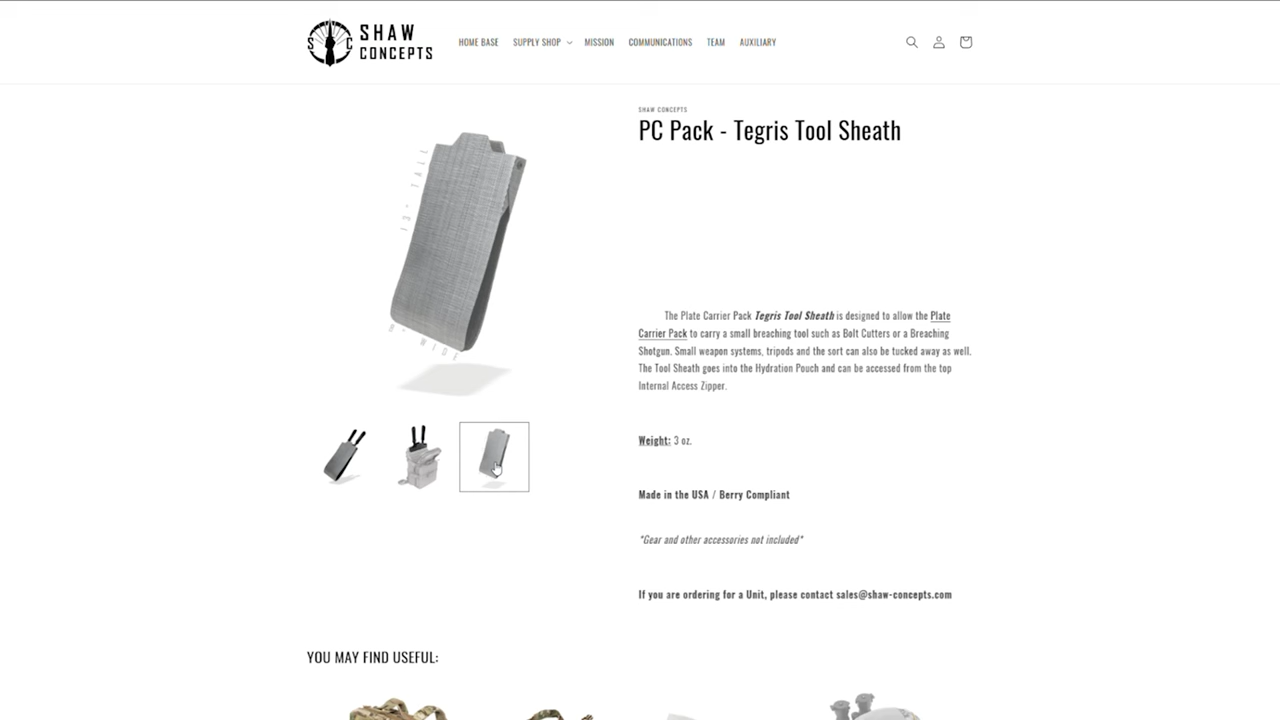 SHAW
CONCEPTS
HOME BASE SUPPLY SHOP MISSION COMMUNICATIONS TEAM AUXILIARY
SHAW CONCEPTS
PC Pack - Tegris Tool Sheath
The Plate Carrier Pack Tegris Tool Sheath is designed to allow the Plate
Carrier Pack to carry a small breaching tool such as Bolt Cutters or a Breaching
Shotgun. Small weapon systems, tripods and the sort can also be tucked away as well.
The Tool Sheath goes into the Hydration Pouch and can be accessed from the top
Internal Access Zipper.
Weight: 3 oz.
Made in the USA / Berry Compliant
*Gear and other accessories not included*
If you are ordering for a Unit, please contact sales@shaw-concepts.com
YOU MAY FIND USEFUL: